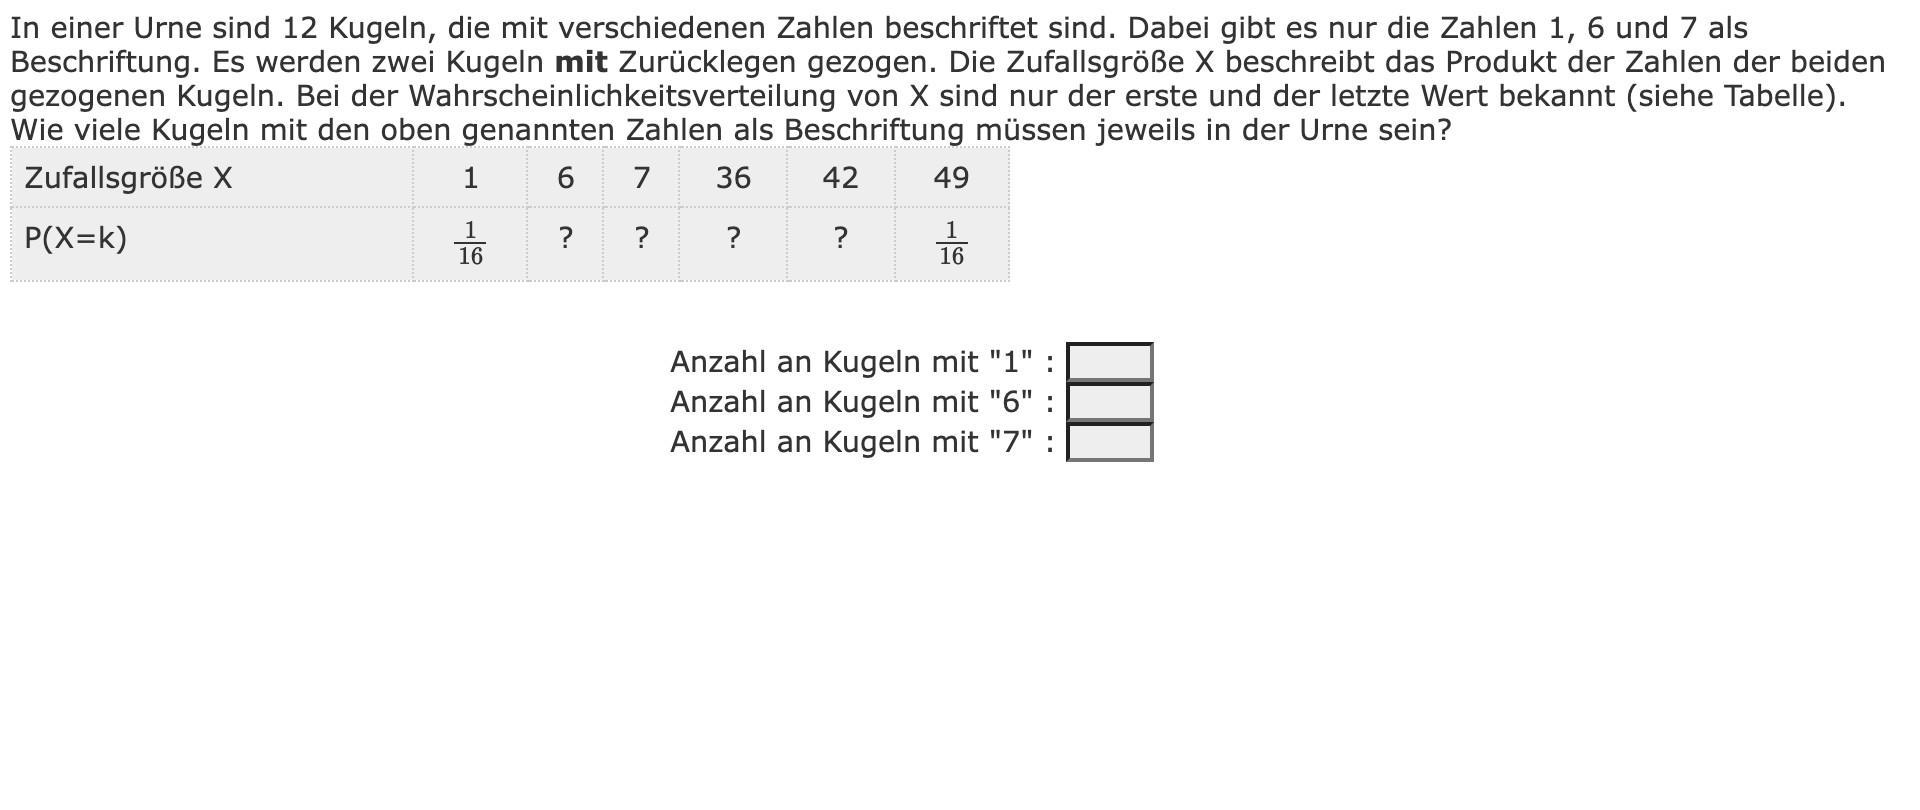 In einer Urne sind 12 Kugeln, die mit verschiedenen Zahlen beschriftet sind. Dabei gibt es nur die Zahlen 1, 6 und 7 als
Beschriftung. Es werden zwei Kugeln mit Zurücklegen gezogen. Die Zufallsgröße X beschreibt das Produkt der Zahlen der beiden
gezogenen Kugeln. Bei der Wahrscheinlichkeitsverteilung von X sind nur der erste und der letzte Wert bekannt (siehe Tabelle).
Wie viele Kugeln mit den oben genannten Zahlen als Beschriftung müssen jeweils in der Urne sein?
Zufallsgröße X 1 6 7 36 42 49
P(X=k) 1/16 ? ? ? ? 1/16
Anzahl an Kugeln mit "1" :
Anzahl an Kugeln mit "6" :
Anzahl an Kugeln mit "7" :